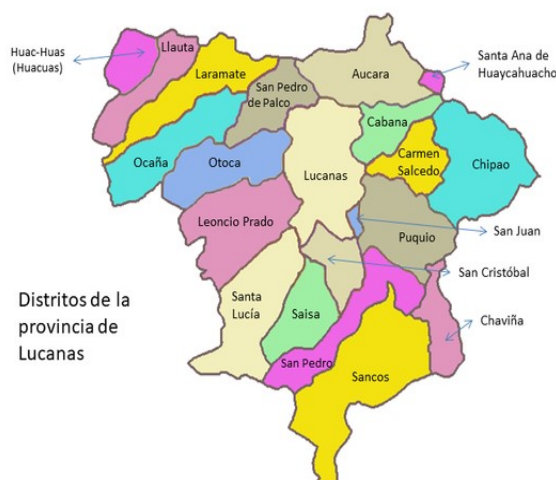 Huac-Huas
(Huacuas)
Llauta
Laramate
San Pedro
de Palco
Aucara
Santa Ana de
Huaycahuacho
Cabana
Carmen
Salcedo
Chipao
Ocaña
Otoca
Lucanas
Leoncio Prado
Puquio
San Juan
San Cristóbal
Santa
Lucía
Saisa
Chaviña
San Pedro
Sancos
Distritos de la
provincia de
Lucanas